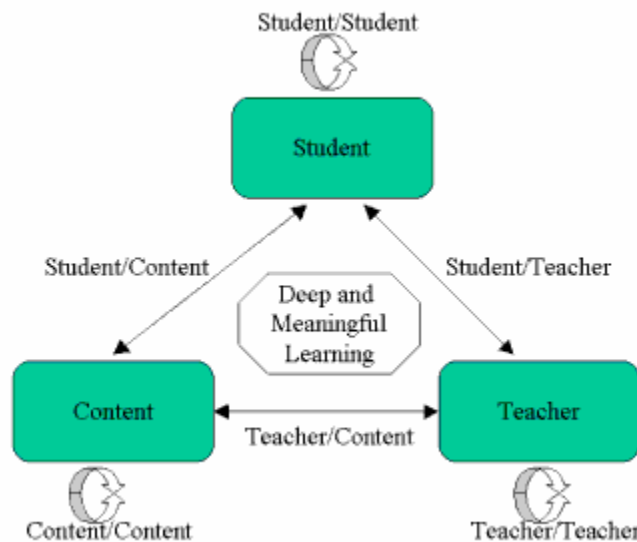 Student/Student
Student
Student/Content
Student/Teacher
Deep and
Meaningful
Learning
Content
Teacher
Teacher/Content
Content/Content
Teacher/Teacher